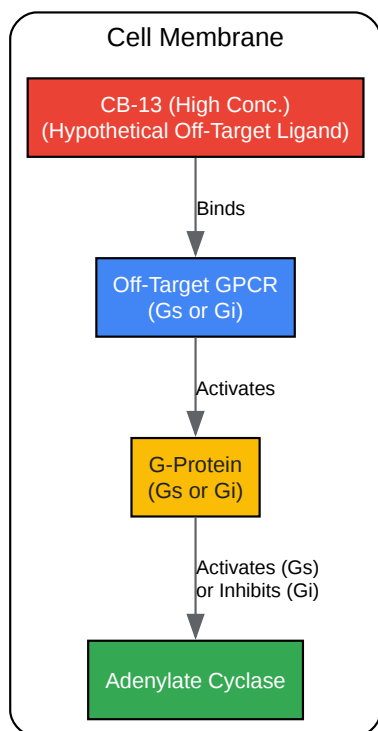 Cell Membrane
CB-13 (High Conc.)
(Hypothetical Off-Target Ligand)
Binds
Off-Target GPCR
(Gs or Gi)
Activates
G-Protein
(Gs or Gi)
Activates (Gs)
or Inhibits (Gi)
Adenylate Cyclase